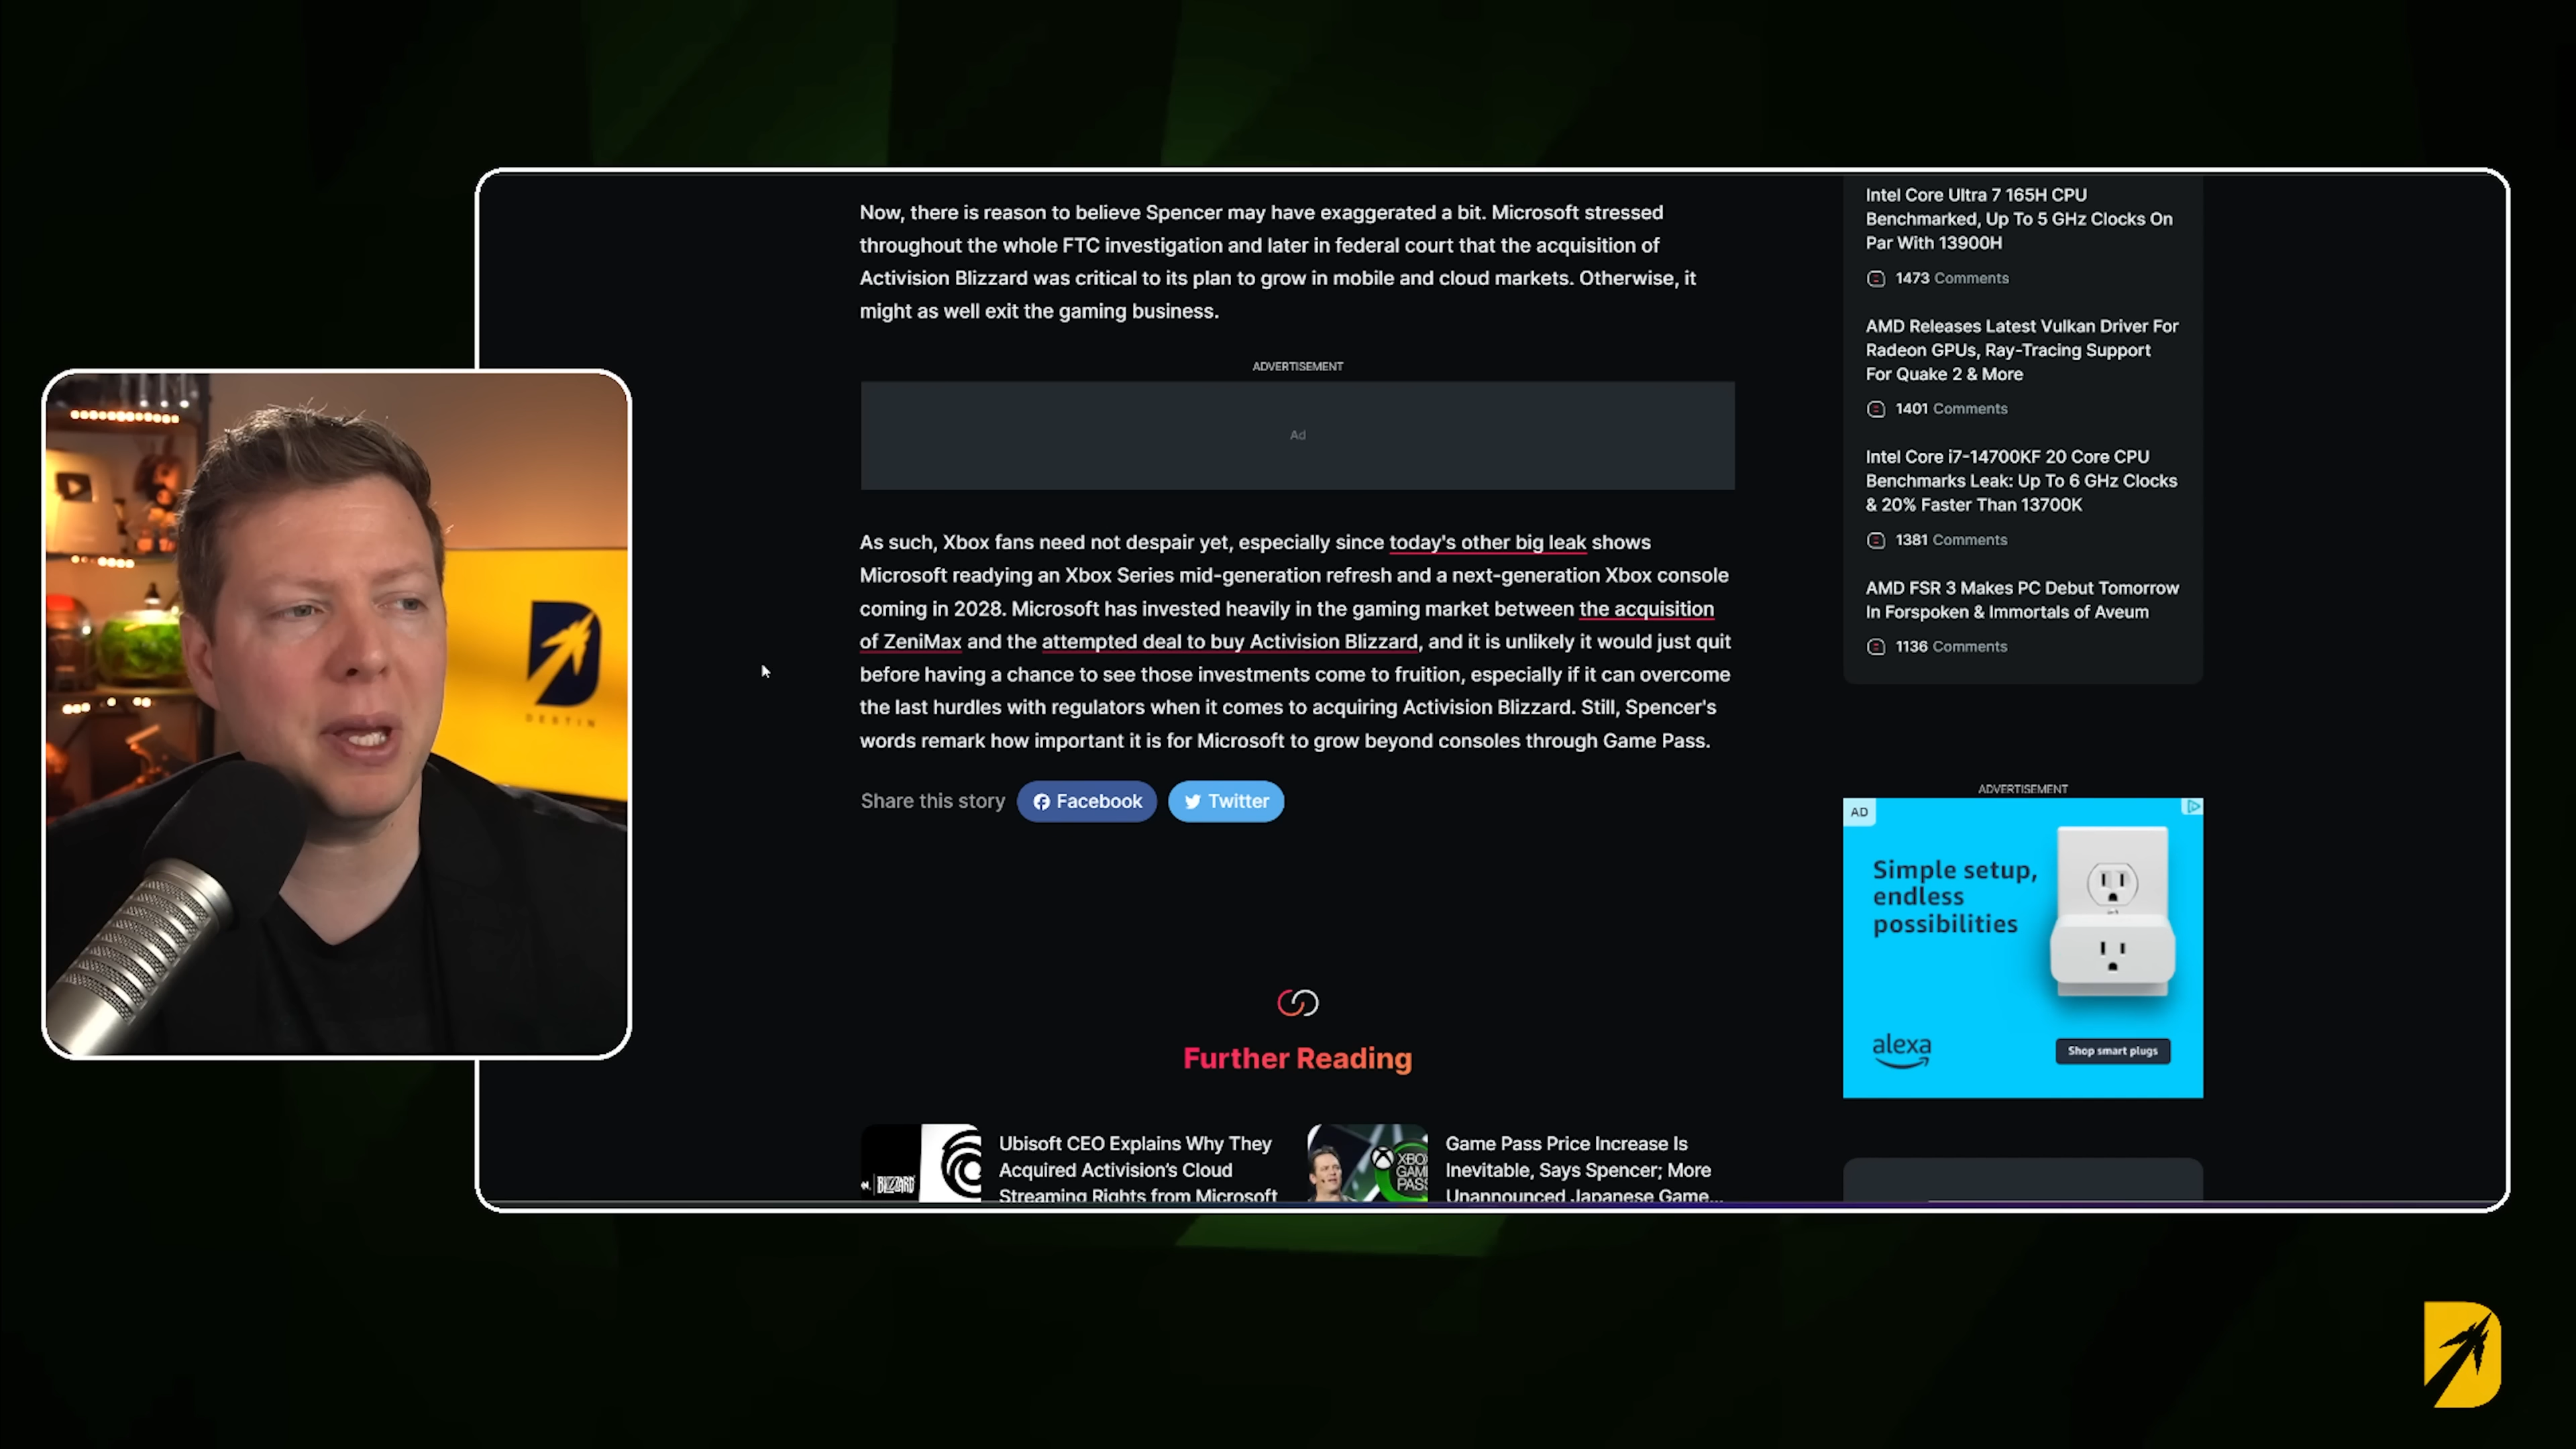 Now, there is reason to believe Spencer may have exaggerated a bit. Microsoft stressed
throughout the whole FTC investigation and later in federal court that the acquisition of
Activision Blizzard was critical to its plan to grow in mobile and cloud markets. Otherwise, it
might as well exit the gaming business.
ADVERTISEMENT
Ad
As such, Xbox fans need not despair yet, especially since today's other big leak shows
Microsoft readying an Xbox Series mid-generation refresh and a next-generation Xbox console
coming in 2028. Microsoft has invested heavily in the gaming market between the acquisition
of ZeniMax and the attempted deal to buy Activision Blizzard, and it is unlikely it would just quit
before having a chance to see those investments come to fruition, especially if it can overcome
the last hurdles with regulators when it comes to acquiring Activision Blizzard. Still, Spencer's
words remark how important it is for Microsoft to grow beyond consoles through Game Pass.
Share this story
Facebook
Twitter
Further Reading
BLIZZARD
Ubisoft CEO Explains Why They
Acquired Activision's Cloud
Streaming Rights from Microsoft
XBO
GAM
PASS
Game Pass Price Increase Is
Inevitable, Says Spencer; More
Unannounced Japanese Game...
Intel Core Ultra 7 165H CPU
Benchmarked, Up To 5 GHz Clocks On
Par With 13900H
1473 Comments
AMD Releases Latest Vulkan Driver For
Radeon GPUs, Ray-Tracing Support
For Quake 2 & More
1401 Comments
Intel Core i7-14700KF 20 Core CPU
Benchmarks Leak: Up To 6 GHz Clocks
& 20% Faster Than 13700K
1381 Comments
AMD FSR 3 Makes PC Debut Tomorrow
In Forspoken & Immortals of Aveum
1136 Comments
ADVERTISEMENT
AD
Simple setup,
endless
possibilities
alexa
Shop smart plugs
DESTIN